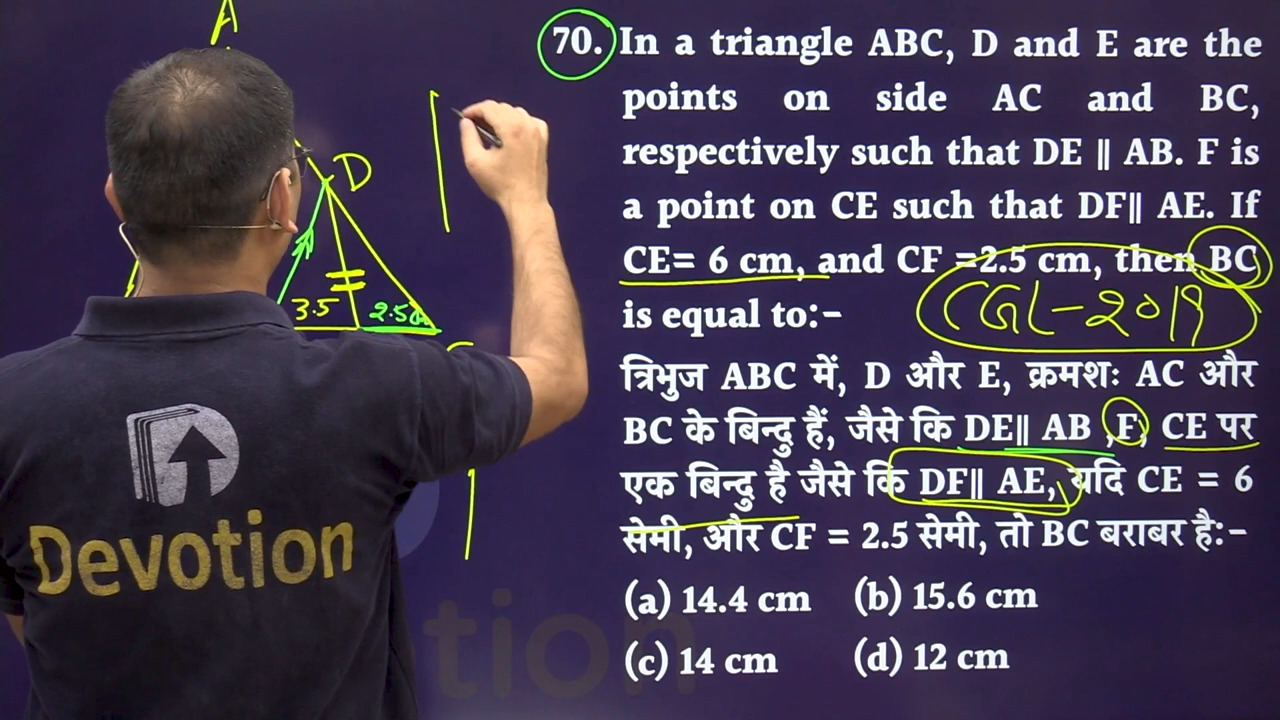 A
70. In a triangle ABC, D and E are the
points on side AC and BC,
respectively such that DE || AB. F is
a point on CE such that DF|| AE. If
CE= 6 cm, and CF =2.5 cm, then BC
is equal to:-
CGL-2019
त्रिभुज ABC में, D और E, क्रमशः AC और
BC के बिन्दु हैं, जैसे कि DE|| AB ,F, CE पर
एक बिन्दु है जैसे कि DF|| AE, यदि CE = 6
सेमी, और CF = 2.5 सेमी, तो BC बराबर है:-
(a) 14.4 cm (b) 15.6 cm
(c) 14 cm (d) 12 cm
D
3.5 2.5
Devotion
tion